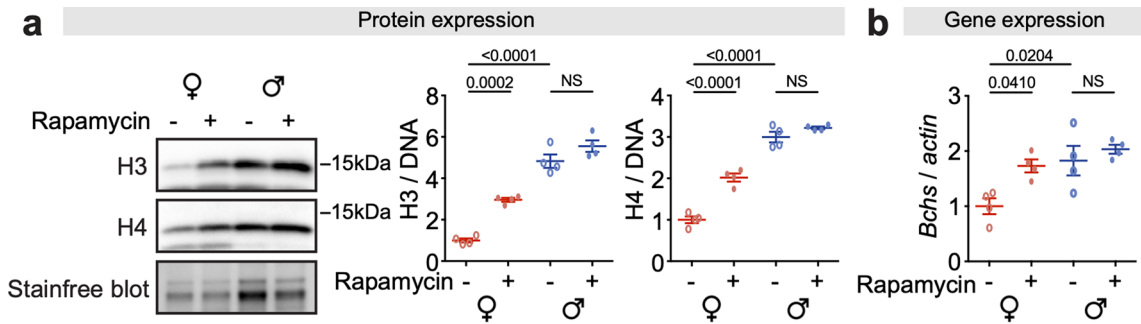 a
Protein expression
b
Gene expression
♀ ♂
Rapamycin - + - +
H3
–15kDa
H4
–15kDa
Stainfree blot
<0.0001
0.0002
NS
H3 / DNA
8
6
4
2
0
Rapamycin - + - +
♀ ♂
<0.0001
<0.0001
NS
H4 / DNA
4
3
2
1
0
- + - +
♀ ♂
0.0204
0.0410
NS
Bchs / actin
3
2
1
0
Rapamycin - + - +
♀ ♂